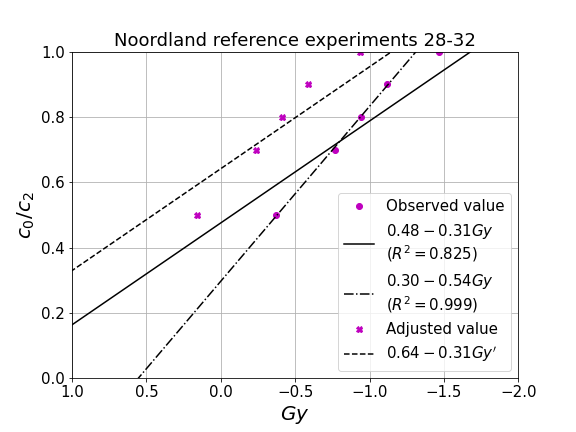 Noordland reference experiments 28-32
1.0
0.8
0.6
0.4
0.2
0.0
c₀/c₂
Observed value
0.48 − 0.31Gy
(R² = 0.825)
0.30 − 0.54Gy
(R² = 0.999)
Adjusted value
0.64 − 0.31Gy′
1.0 0.5 0.0 −0.5 −1.0 −1.5 −2.0
Gy